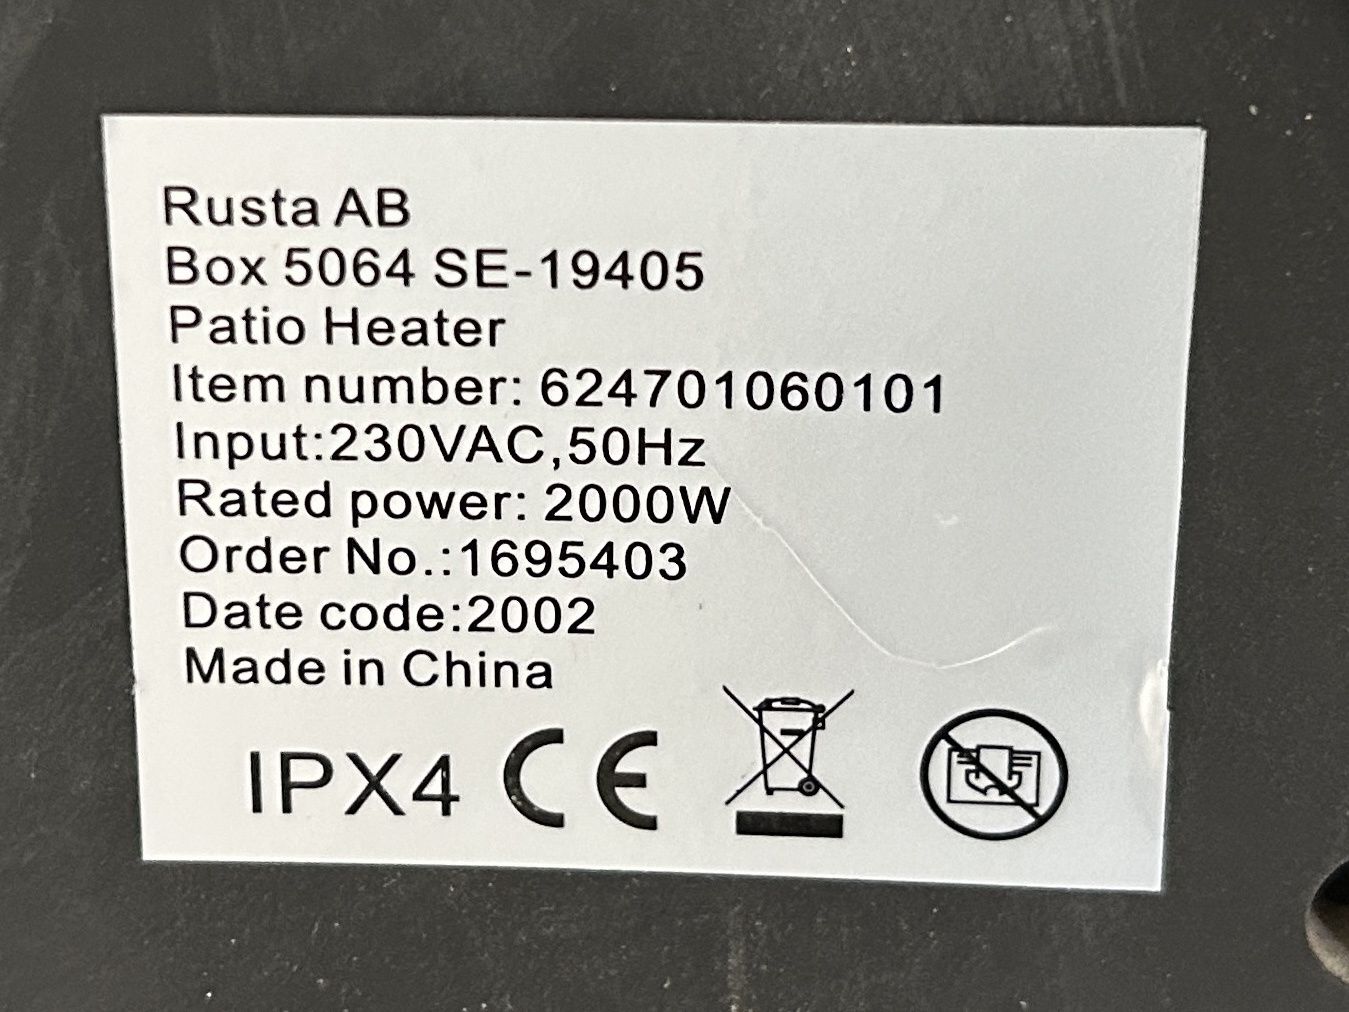 Rusta AB
Box 5064 SE-19405
Patio Heater
Item number: 624701060101
Input:230VAC,50Hz
Rated power: 2000W
Order No.:1695403
Date code:2002
Made in China
IPX4 CE